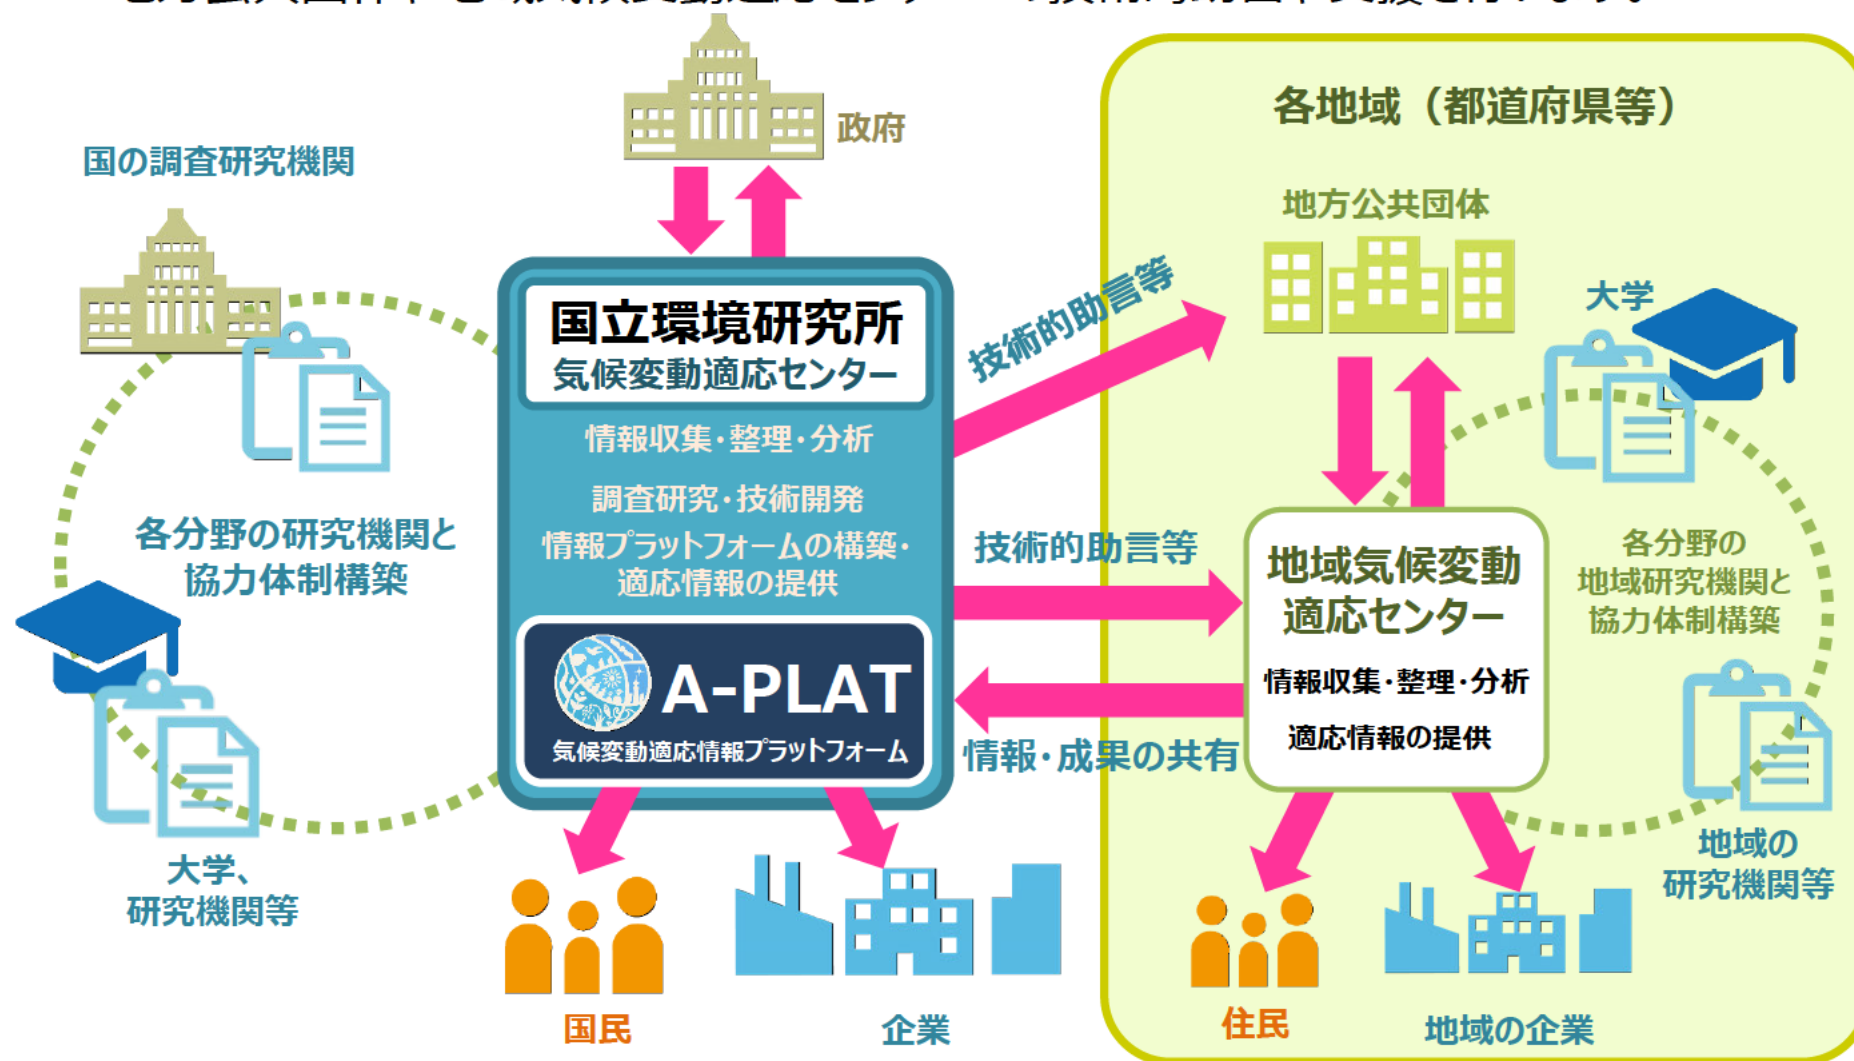 各地域（都道府県等）
政府
国の調査研究機関
地方公共団体
大学
国立環境研究所
気候変動適応センター
技術的助言等
情報収集・整理・分析
調査研究・技術開発
情報プラットフォームの構築・
適応情報の提供
各分野の研究機関と
協力体制構築
技術的助言等
地域気候変動
適応センター
情報収集・整理・分析
適応情報の提供
各分野の
地域研究機関と
協力体制構築
A-PLAT
気候変動適応情報プラットフォーム
情報・成果の共有
大学、
研究機関等
地域の
研究機関等
国民
企業
住民
地域の企業